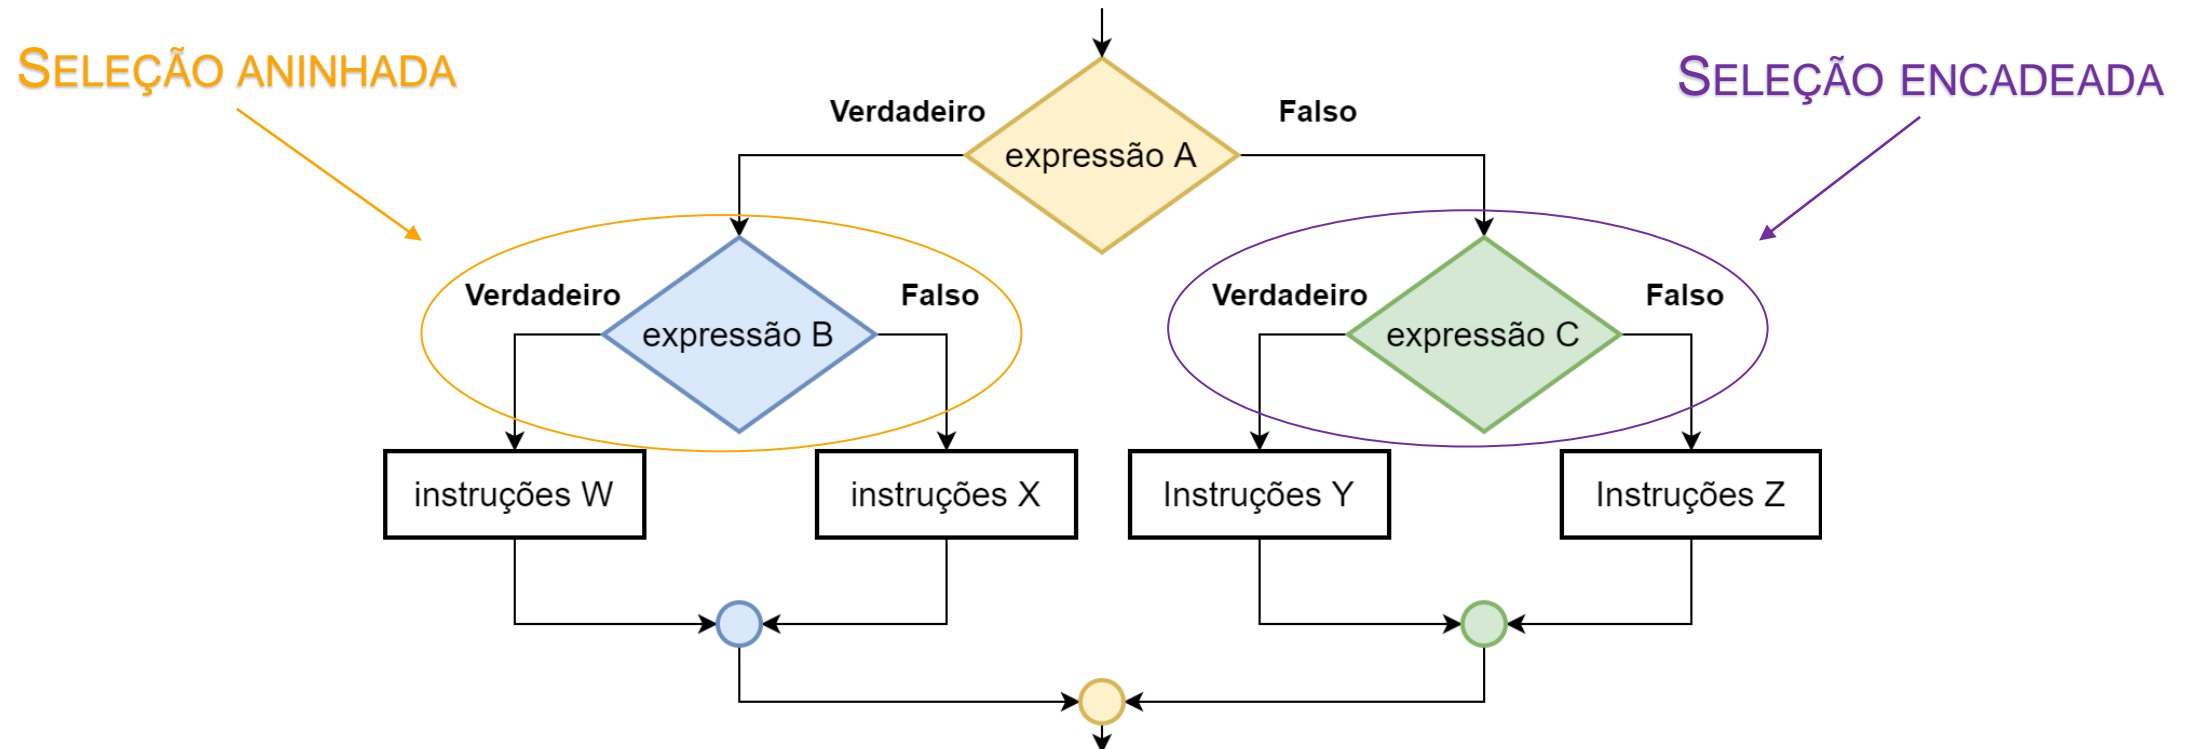 SELEÇÃO ANINHADA
SELEÇÃO ENCADEADA
Verdadeiro
Falso
expressão A
Verdadeiro
Falso
Verdadeiro
Falso
expressão B
expressão C
instruções W
instruções X
Instruções Y
Instruções Z